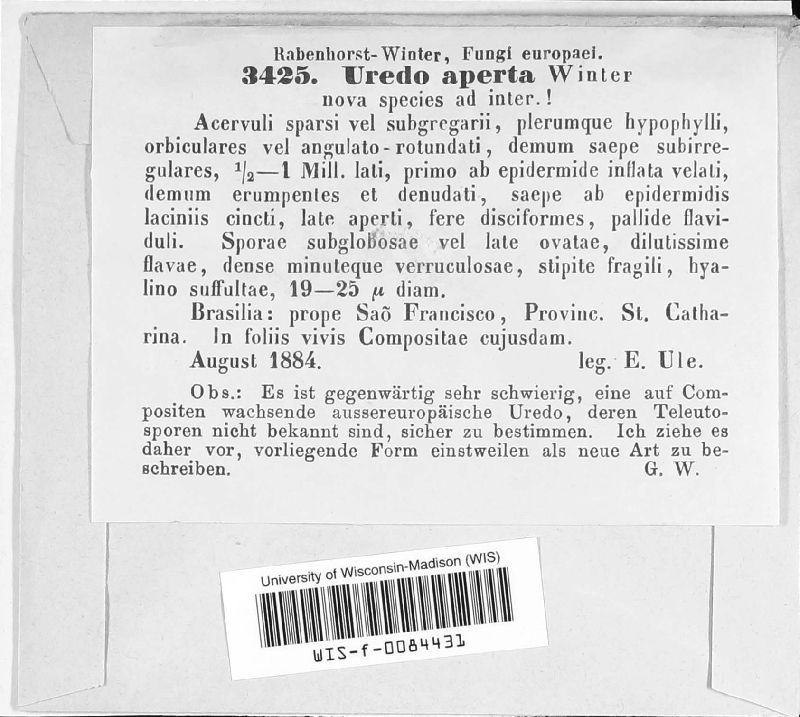 Rabenhorst-Winter, Fungi europaei.
3425. Uredo aperta Winter
nova species ad inter.!
Acervuli sparsi vel subgregarii, plerumque hypophylli,
orbiculares vel angulato-rotundati, demum saepe subirre-
gulares, 1/2—1 Mill. lati, primo ab epidermide inflata velati,
demum erumpentes et denudati, saepe ab epidermidis
laciniis cincti, late aperti, fere disciformes, pallide flavi-
duli. Sporae subglobosae vel late ovatae, dilutissime
flavae, dense minuteque verruculosae, stipite fragili, hya-
lino suffultae, 19—25 µ diam.
Brasilia: prope Saõ Francisco, Provinc. St. Catha-
rina. In foliis vivis Compositae cujusdam.
August 1884. leg. E. Ule.
Obs.: Es ist gegenwärtig sehr schwierig, eine auf Com-
positen wachsende aussereuropäische Uredo, deren Teleuto-
sporen nicht bekannt sind, sicher zu bestimmen. Ich ziehe es
daher vor, vorliegende Form einstweilen als neue Art zu be-
schreiben. G. W.
University of Wisconsin-Madison (WIS)
WIS-f-0084431